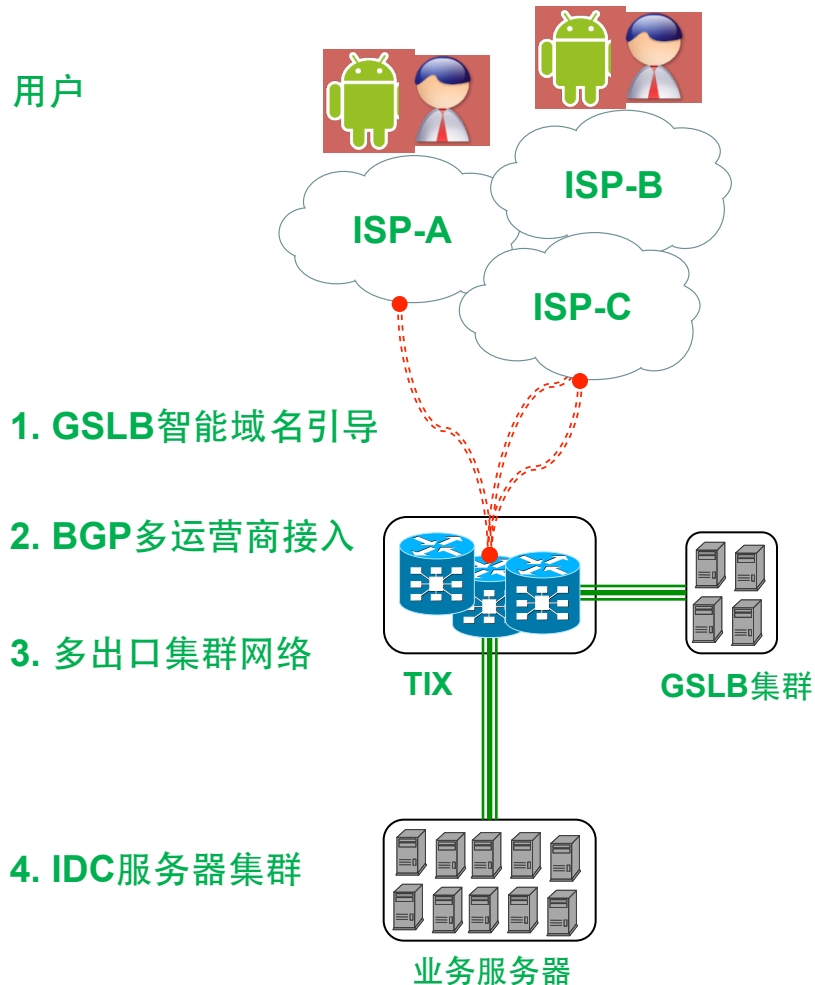 用户
ISP-B
ISP-A
ISP-C
1. GSLB智能域名引导
2. BGP多运营商接入
3. 多出口集群网络
TIX
GSLB集群
4. IDC服务器集群
业务服务器